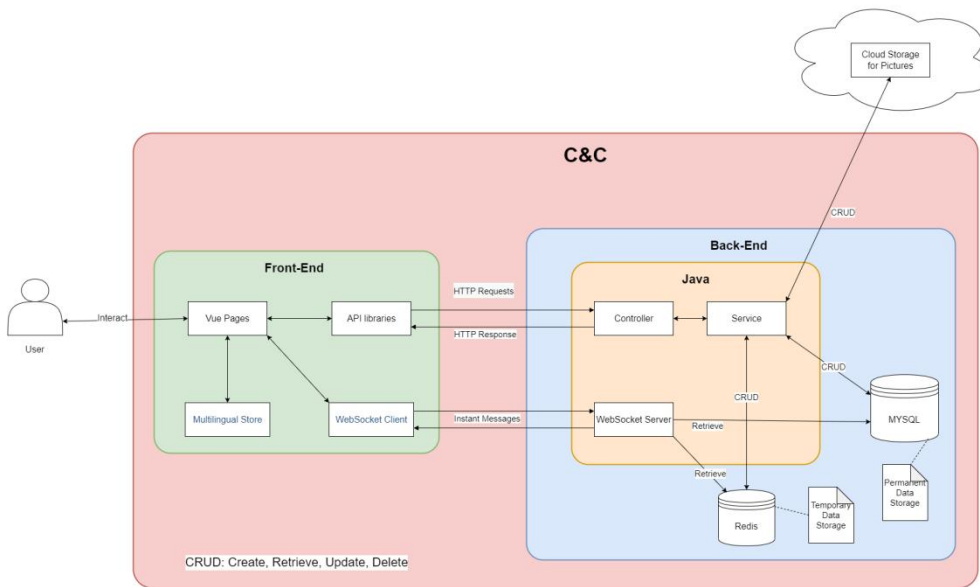 Cloud Storage
for Pictures
C&C
CRUD
Back-End
Front-End
Java
HTTP Requests
Interact
Vue Pages
API libraries
Controller
Service
HTTP Response
User
CRUD
CRUD
Multilingual Store
WebSocket Client
Instant Messages
WebSocket Server
Retrieve
MYSQL
Retrieve
Permanent
Data
Storage
Temporary
Data
Storage
Redis
CRUD: Create, Retrieve, Update, Delete